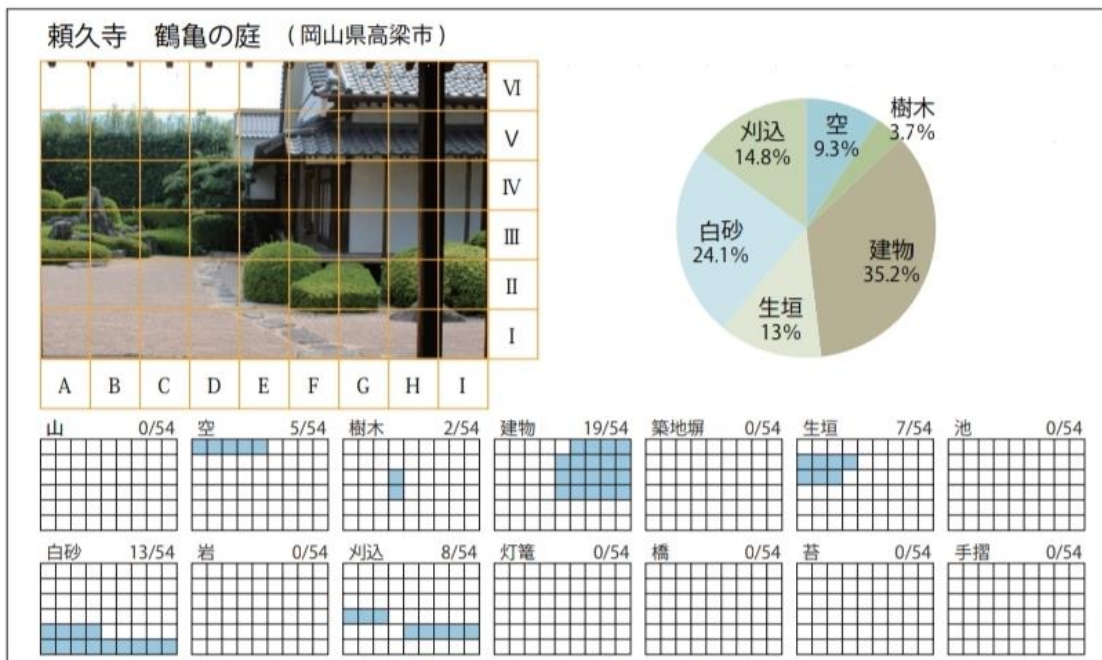 頼久寺 鶴亀の庭 (岡山県高梁市)
Ⅵ
Ⅴ
Ⅳ
Ⅲ
Ⅱ
Ⅰ
A B C D E F G H I
空
9.3%
樹木
3.7%
建物
35.2%
生垣
13%
白砂
24.1%
刈込
14.8%
山 0/54 空 5/54 樹木 2/54 建物 19/54 築地塀 0/54 生垣 7/54 池 0/54
白砂 13/54 岩 0/54 刈込 8/54 灯篭 0/54 橋 0/54 苔 0/54 手摺 0/54